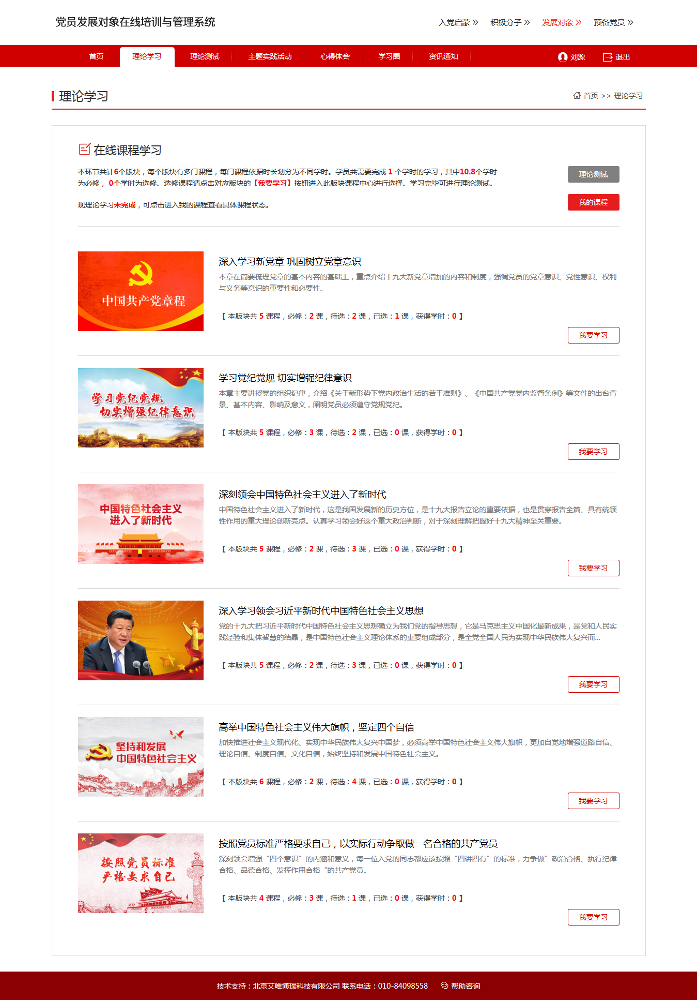 党员发展对象在线培训与管理系统
入党启蒙 积极分子 发展对象 预备党员
首页 理论学习 理论测试 主题实践活动 心得体会 学习圈 资讯通知 刘源 退出
理论学习
首页 >> 理论学习
在线课程学习
本环节共计6个版块，每个版块有多门课程，每门课程依据时长划分为不同学时。学员共需要完成 1 个学时的学习，其中10.8个学时
为必修， 0个学时为选修。选修课程请点击对应版块的【我要学习】按钮进入此版块课程中心进行选择。学习完毕可进行理论测试。
理论测试
现理论学习未完成，可点击进入我的课程查看具体课程状态。
我的课程
中国共产党章程
深入学习新党章 巩固树立党章意识
本章在简要梳理党章的基本内容的基础上，重点介绍十九大新党章增加的内容和制度，强调党员的党章意识、党性意识、权利
与义务等意识的重要性和必要性。
【 本版块共 5 课程，必修：2 课，待选：2 课，已选：1 课，获得学时：0 】
我要学习
学习党纪党规
切实增强纪律意识
学习党纪党规 切实增强纪律意识
本章主要讲授党的组织纪律，介绍《关于新形势下党内政治生活的若干准则》、《中国共产党党内监督条例》等文件的出台背
景、基本内容、影响及意义，阐明党员必须遵守党规党纪。
【 本版块共 5 课程，必修：3 课，待选：2 课，已选：0 课，获得学时：0 】
我要学习
中国特色社会主义
进入了新时代
深刻领会中国特色社会主义进入了新时代
中国特色社会主义进入了新时代，这是我国发展新的历史方位，是十九大报告立论的重要依据，也是贯穿报告全篇、具有统领
性作用的重大理论创新亮点。认真学习领会好这个重大政治判断，对于深刻理解把握好十九大精神至关重要。
【 本版块共 5 课程，必修：2 课，待选：3 课，已选：0 课，获得学时：0 】
我要学习
深入学习领会习近平新时代中国特色社会主义思想
党的十九大把习近平新时代中国特色社会主义思想确立为我们党的指导思想，它是马克思主义中国化最新成果，是党和人民实
践经验和集体智慧的结晶，是中国特色社会主义理论体系的重要组成部分，是全党全国人民为实现中华民族伟大复兴而...
【 本版块共 5 课程，必修：2 课，待选：3 课，已选：0 课，获得学时：0 】
我要学习
坚持和发展
中国特色社会主义
高举中国特色社会主义伟大旗帜，坚定四个自信
加快推进社会主义现代化、实现中华民族伟大复兴中国梦，必须高举中国特色社会主义伟大旗帜，更加自觉地增强道路自信、
理论自信、制度自信、文化自信，始终坚持和发展中国特色社会主义。
【 本版块共 6 课程，必修：2 课，待选：4 课，已选：0 课，获得学时：0 】
我要学习
按照党员标准
严格要求自己
按照党员标准严格要求自己，以实际行动争取做一名合格的共产党员
深刻领会增强“四个意识”的内涵和意义，每一位入党的同志都应该按照“四讲四有”的标准，力争做”政治合格、执行纪律
合格、品德合格、发挥作用合格“的共产党员。
【 本版块共 4 课程，必修：3 课，待选：1 课，已选：0 课，获得学时：0 】
我要学习
技术支持：北京艾唯博瑞科技有限公司 联系电话：010-84098558 帮助咨询